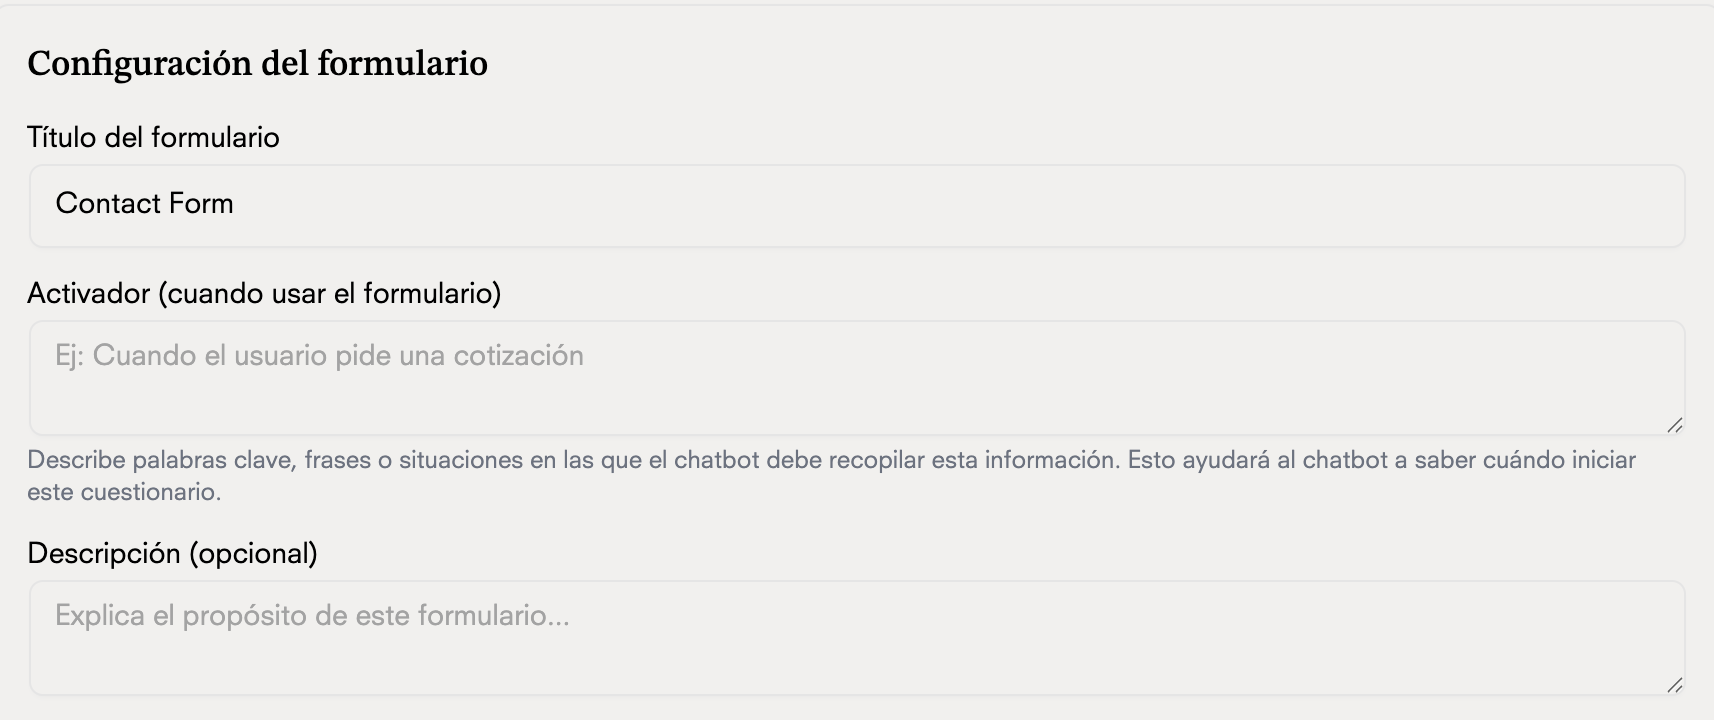 Configuración del formulario
Título del formulario
Contact Form
Activador (cuando usar el formulario)
Ej: Cuando el usuario pide una cotización
Describe palabras clave, frases o situaciones en las que el chatbot debe recopilar esta información. Esto ayudará al chatbot a saber cuándo iniciar
este cuestionario.
Descripción (opcional)
Explica el propósito de este formulario...